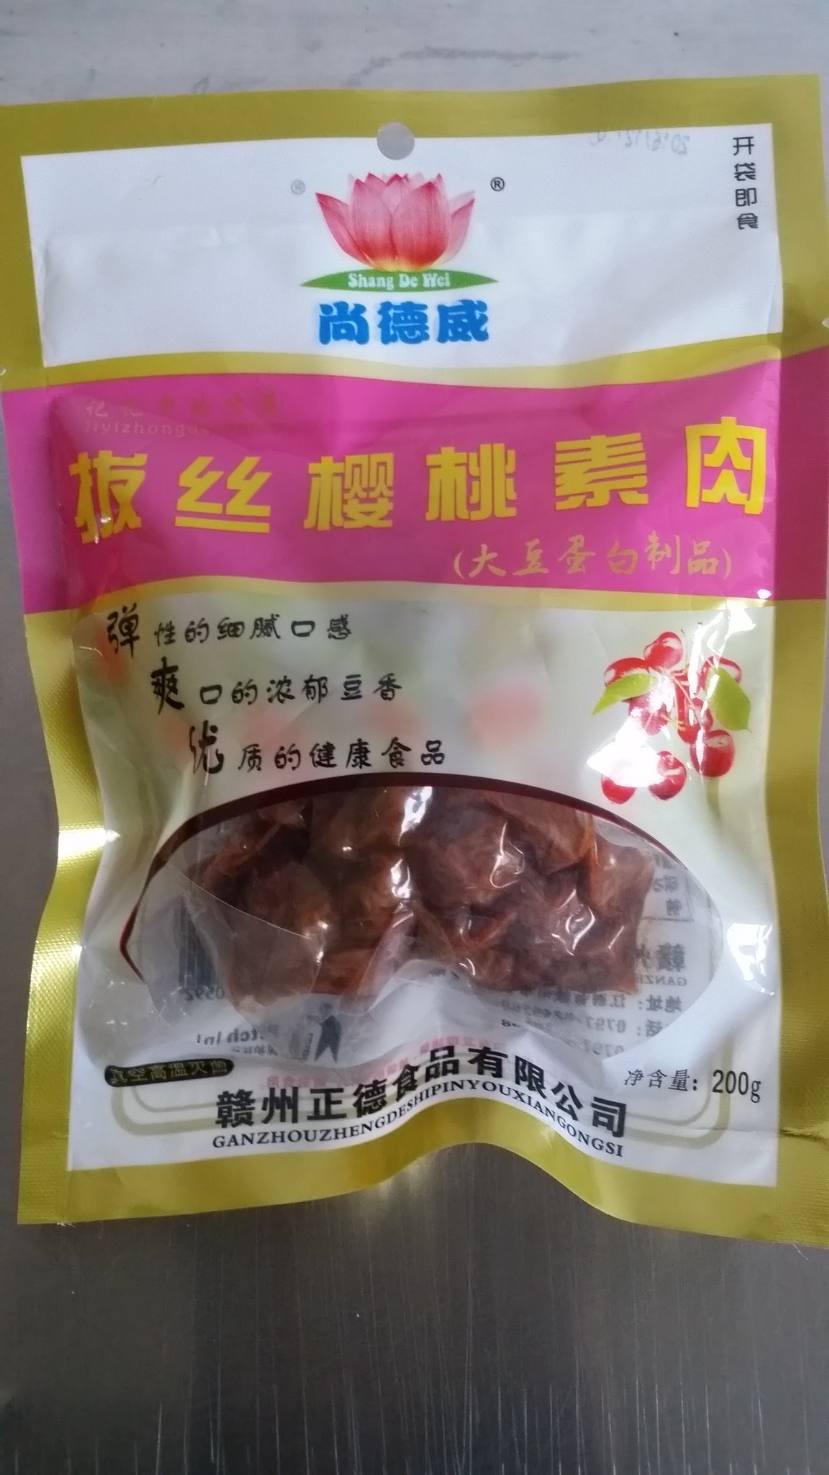 开袋即食
®
®
Shang De Wei
尚德威
拔丝樱桃素肉
(大豆蛋白制品)
弹性的细腻口感
爽口的浓郁豆香
优质的健康食品
真空高温灭菌
净含量：200g
赣州正德食品有限公司
GANZHOUZHENGDESHIPINYOUXIANGONGSI